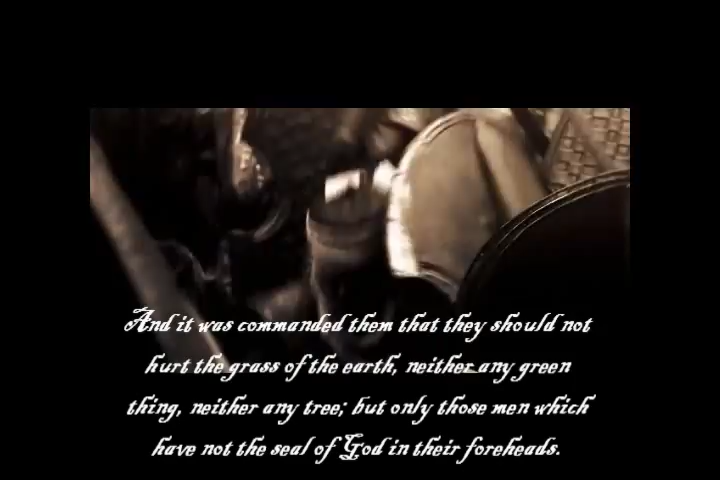 And it was commanded them that they should not
hurt the grass of the earth, neither any green
thing, neither any tree; but only those men which
have not the seal of God in their foreheads.